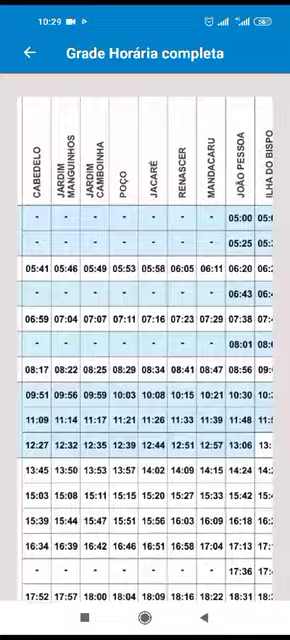 10:29
Grade Horária completa
CABEDELO JARDIM MANGUINHOS JARDIM CAMBOINHA POÇO JACARÉ RENASCER MANDACARU JOÃO PESSOA ILHA DO BISPO
- - - - - - - 05:00
- - - - - - - 05:25
05:41 05:46 05:49 05:53 05:58 06:05 06:11 06:20
- - - - - - - 06:43
06:59 07:04 07:07 07:11 07:16 07:23 07:29 07:38
- - - - - - - 08:01
08:17 08:22 08:25 08:29 08:34 08:41 08:47 08:56
09:51 09:56 09:59 10:03 10:08 10:15 10:21 10:30
11:09 11:14 11:17 11:21 11:26 11:33 11:39 11:48
12:27 12:32 12:35 12:39 12:44 12:51 12:57 13:06
13:45 13:50 13:53 13:57 14:02 14:09 14:15 14:24
15:03 15:08 15:11 15:15 15:20 15:27 15:33 15:42
15:39 15:44 15:47 15:51 15:56 16:03 16:09 16:18
16:34 16:39 16:42 16:46 16:51 16:58 17:04 17:13
- - - - - - - 17:36
17:52 17:57 18:00 18:04 18:09 18:16 18:22 18:31